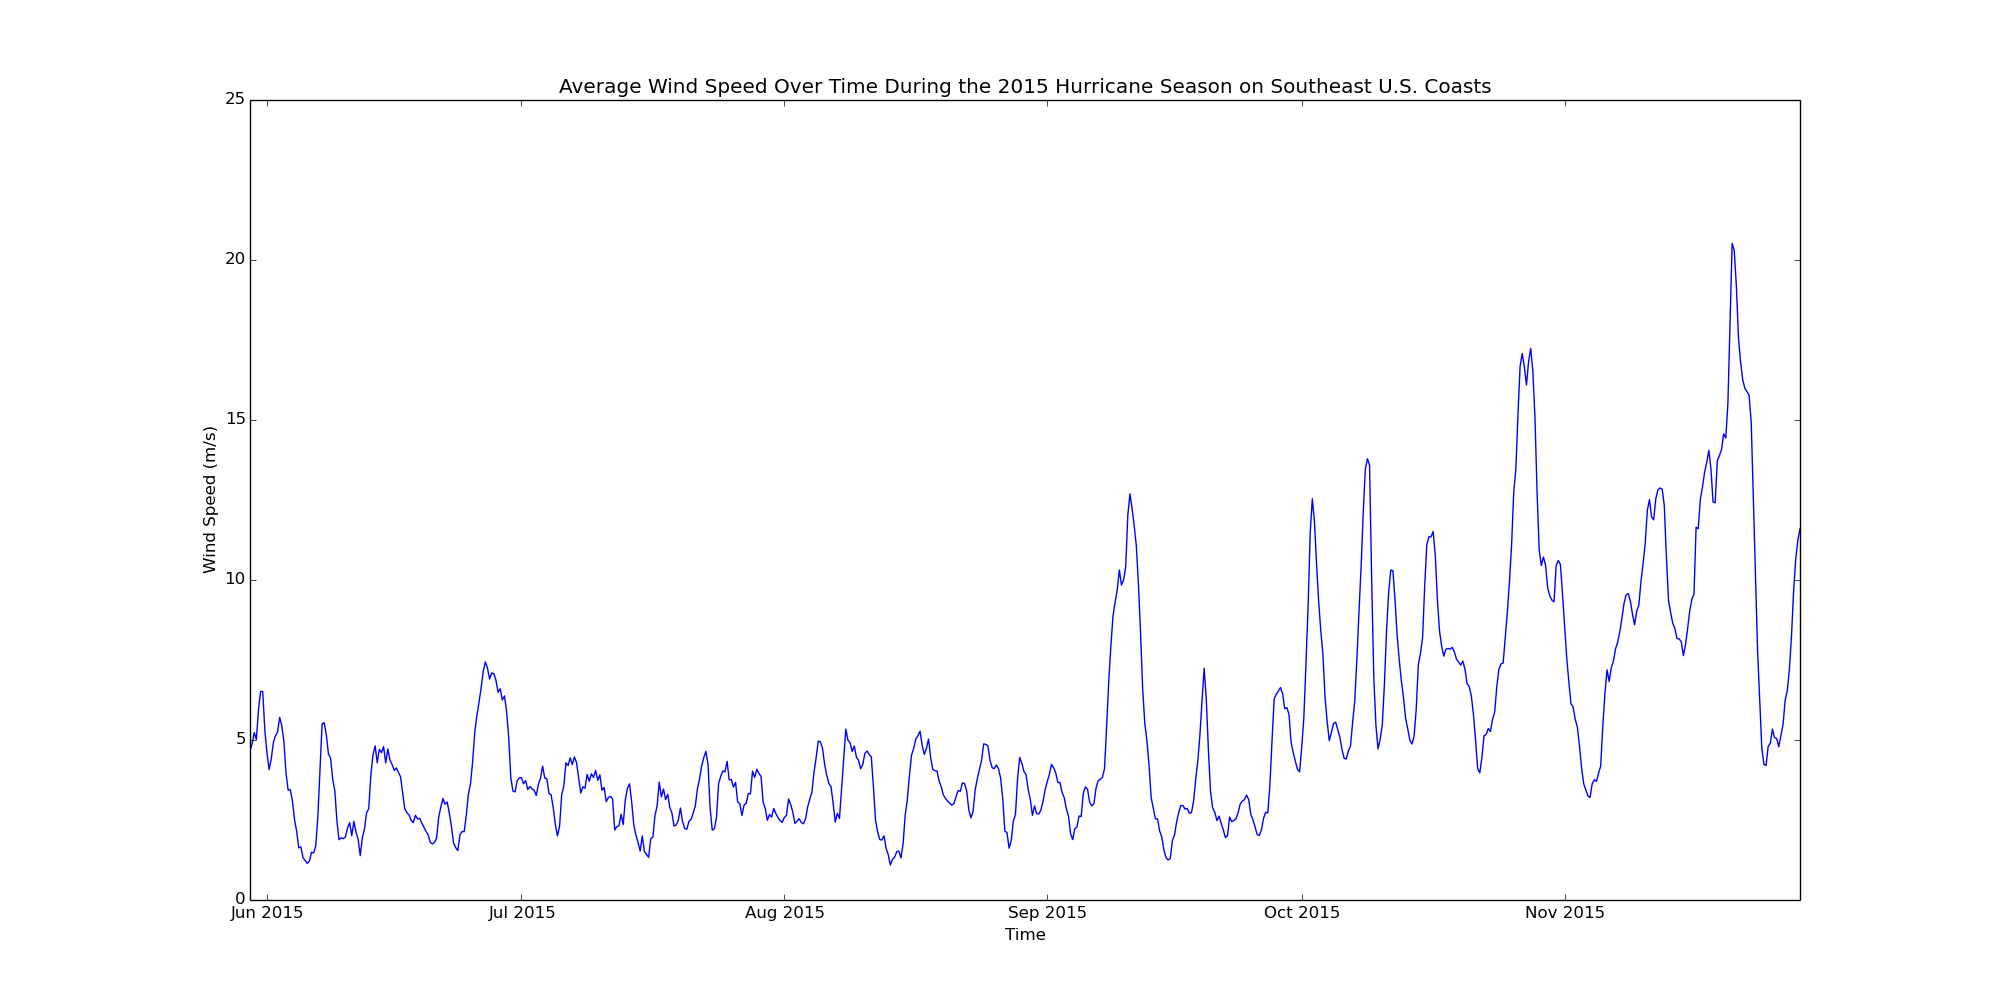 Average Wind Speed Over Time During the 2015 Hurricane Season on Southeast U.S. Coasts
25
20
15
10
5
0
Wind Speed (m/s)
Jun 2015 Jul 2015 Aug 2015 Sep 2015 Oct 2015 Nov 2015
Time